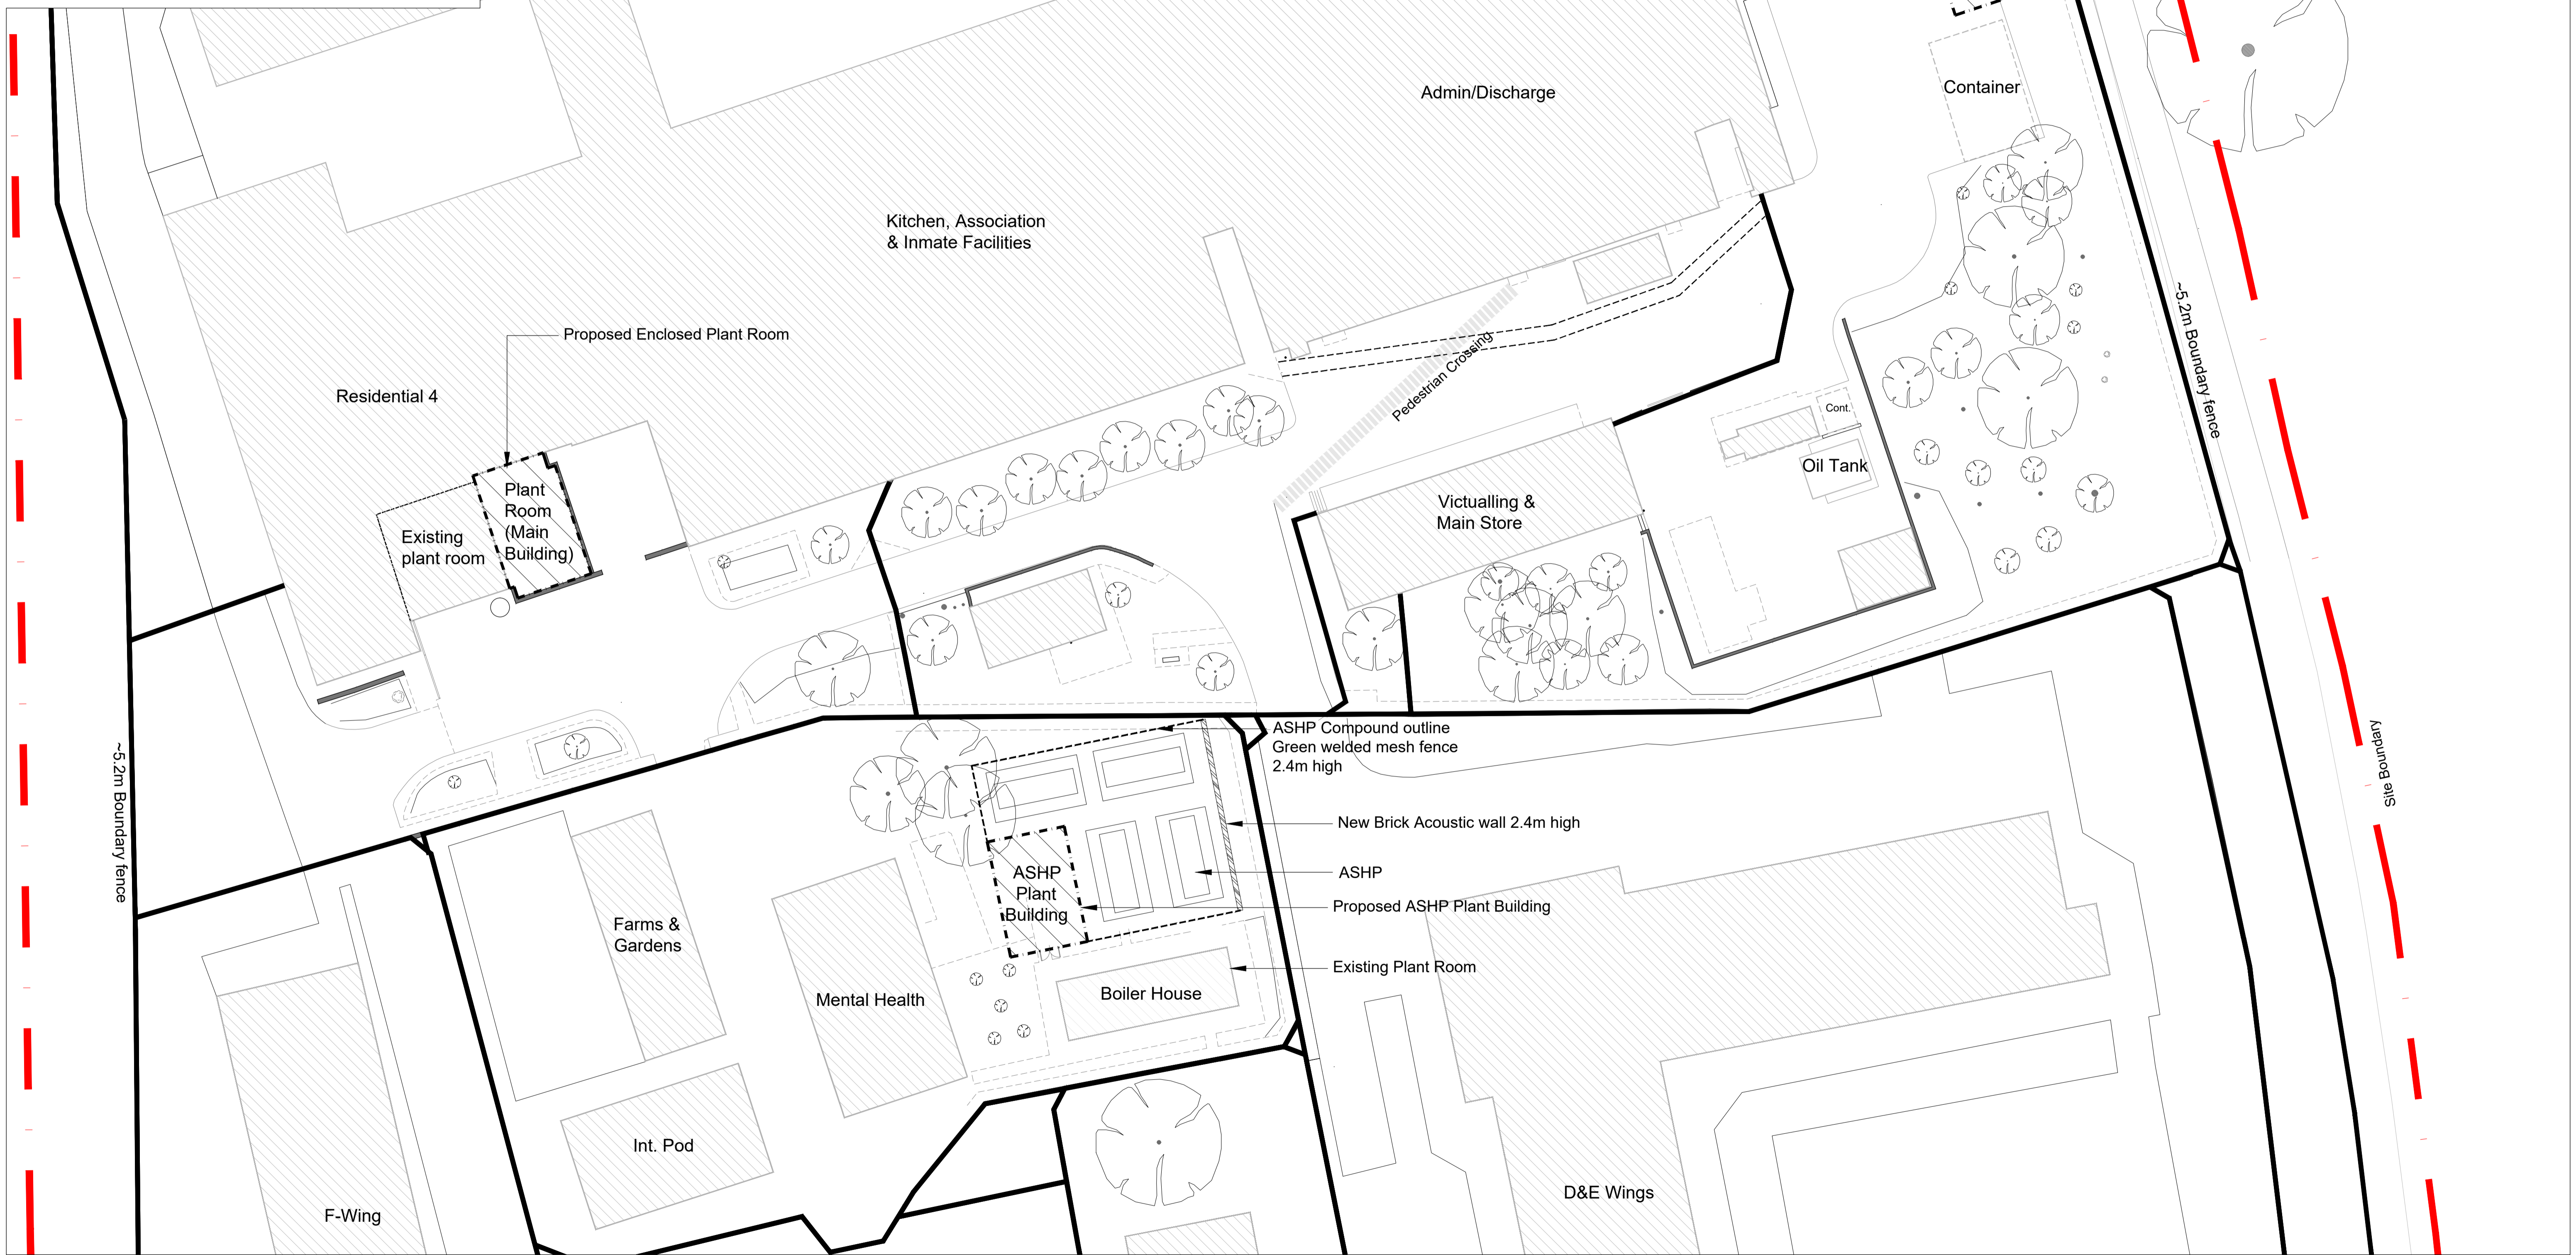 Container
Admin/Discharge
Kitchen, Association
& Inmate Facilities
~5.2m Boundary fence
Proposed Enclosed Plant Room
Pedestrian Crossing
Residential 4
Cont.
Oil Tank
Plant
Room
(Main
Building)
Existing
plant room
Victualling &
Main Store
ASHP Compound outline
Green welded mesh fence
2.4m high
Site Boundary
~5.2m Boundary fence
New Brick Acoustic wall 2.4m high
ASHP
Plant
Building
ASHP
Proposed ASHP Plant Building
Farms &
Gardens
Existing Plant Room
Boiler House
Mental Health
Int. Pod
D&E Wings
F-Wing